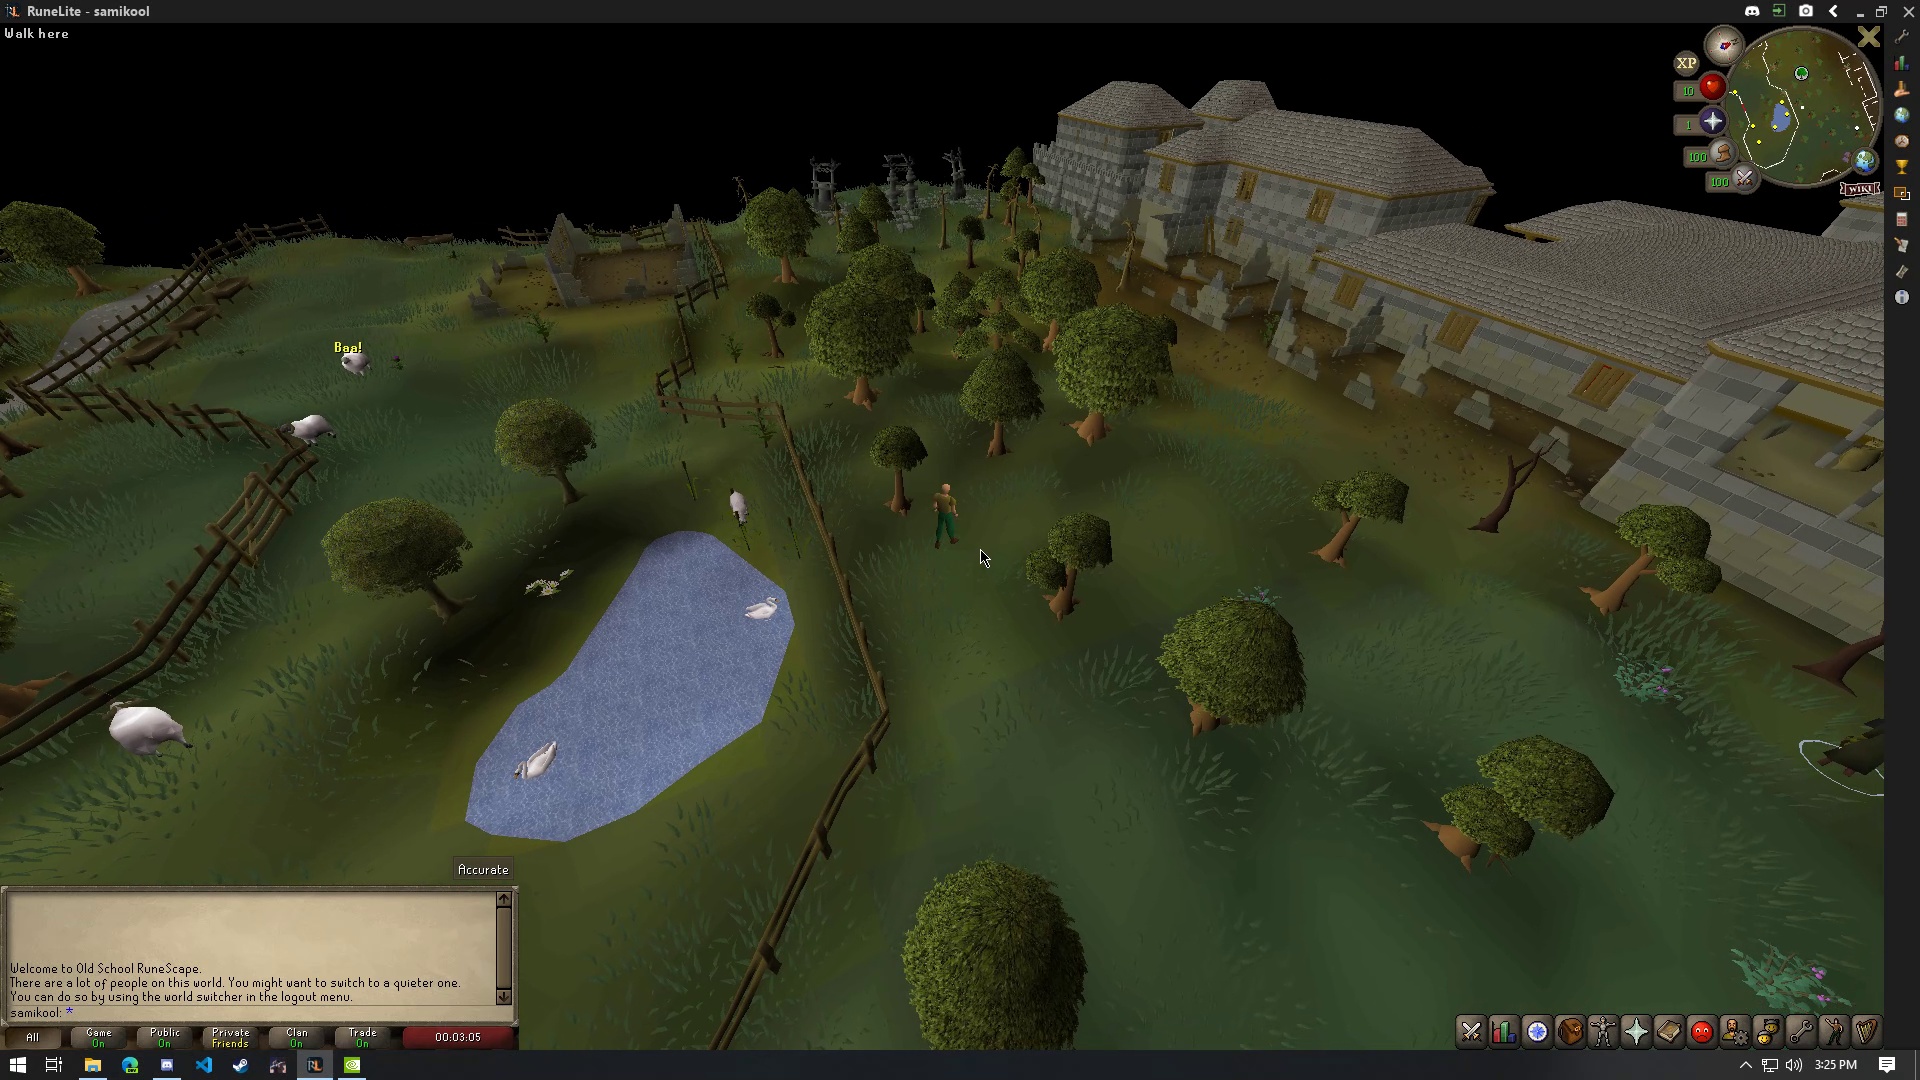 RuneLite - samikool
Walk here
XP
10
1
100
100
WIKI
Baa!
Accurate
Welcome to Old School RuneScape.
There are a lot of people on this world. You might want to switch to a quieter one.
You can do so by using the world switcher in the logout menu.
samikool: *
All
Game
On
Public
On
Private
Friends
Clan
On
Trade
On
00:03:05
3:25 PM